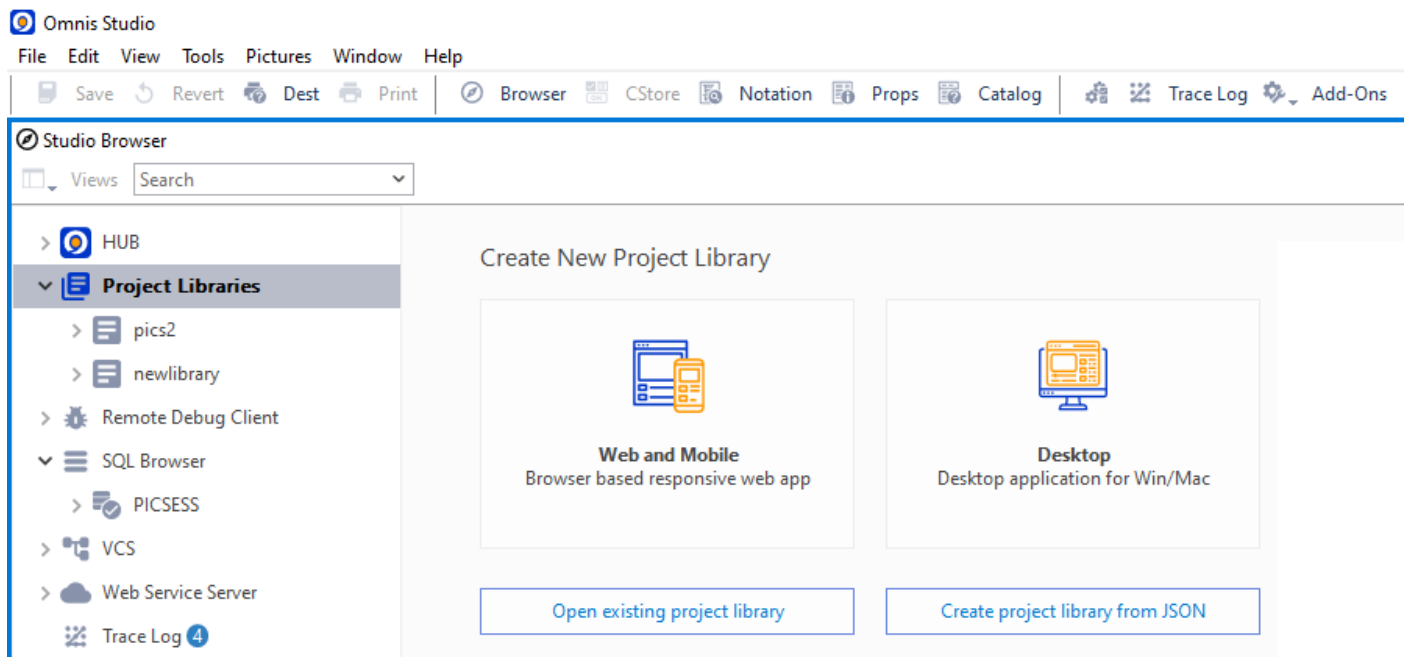 Omnis Studio
File Edit View Tools Pictures Window Help
Save Revert Dest Print Browser CStore Notation Props Catalog Trace Log Add-Ons
Studio Browser
Views Search
HUB
Project Libraries
pics2
newlibrary
Remote Debug Client
SQL Browser
PICSESS
VCS
Web Service Server
Trace Log 4
Create New Project Library
Web and Mobile
Browser based responsive web app
Desktop
Desktop application for Win/Mac
Open existing project library
Create project library from JSON